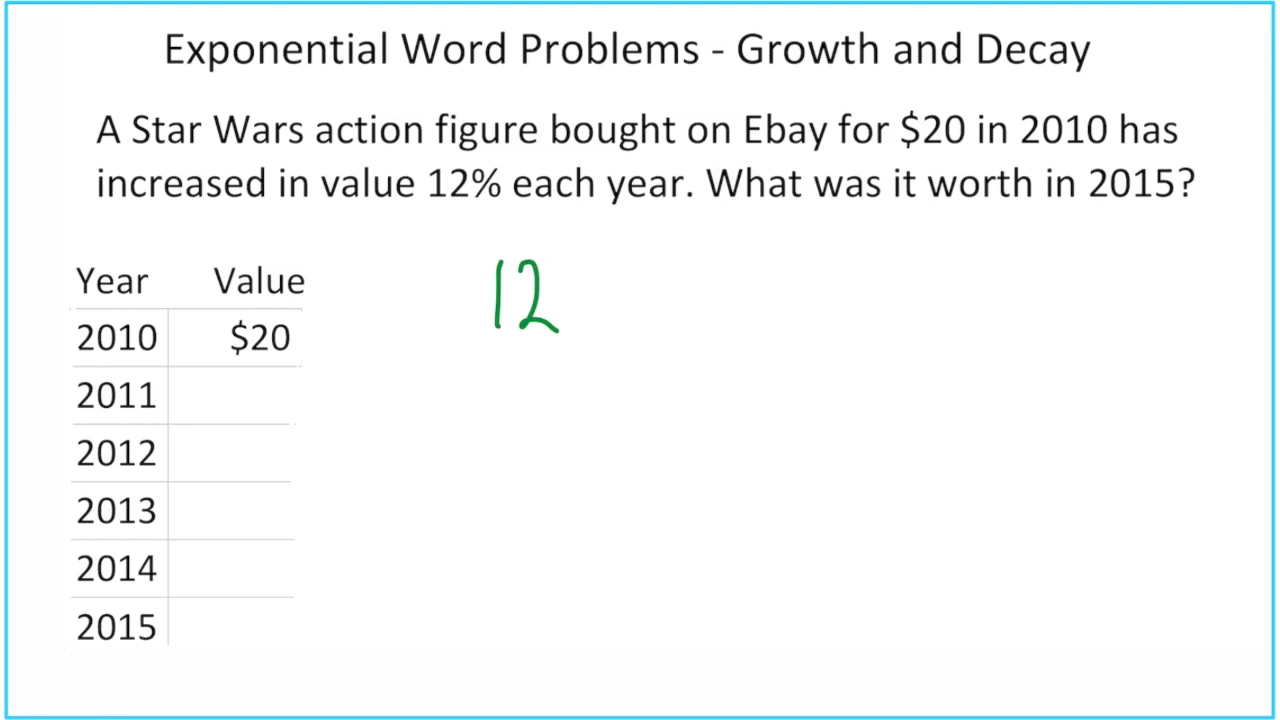 Exponential Word Problems - Growth and Decay
A Star Wars action figure bought on Ebay for $20 in 2010 has
increased in value 12% each year. What was it worth in 2015?
Year Value
12
2010 $20
2011
2012
2013
2014
2015